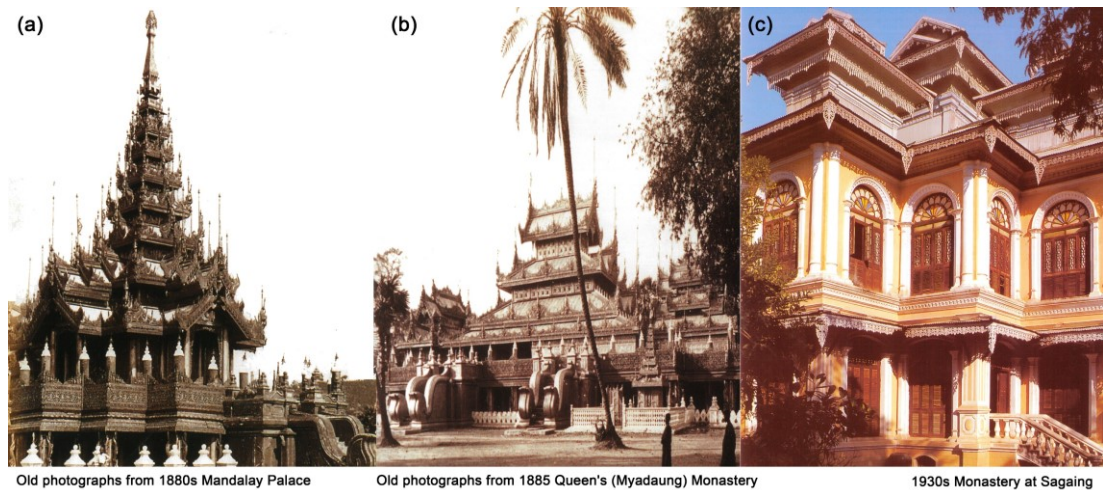 (a)
(b)
(c)
Old photographs from 1880s Mandalay Palace
Old photographs from 1885 Queen's (Myadaung) Monastery
1930s Monastery at Sagaing